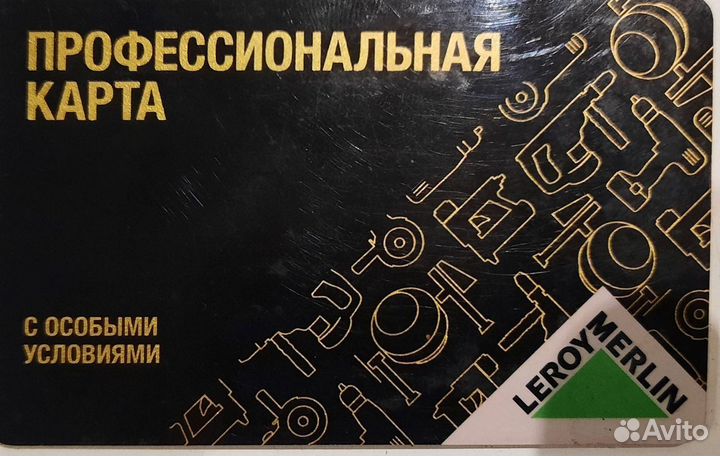 ПРОФЕССИОНАЛЬНАЯ
КАРТА
С ОСОБЫМИ
УСЛОВИЯМИ
LEROY MERLIN
Avito